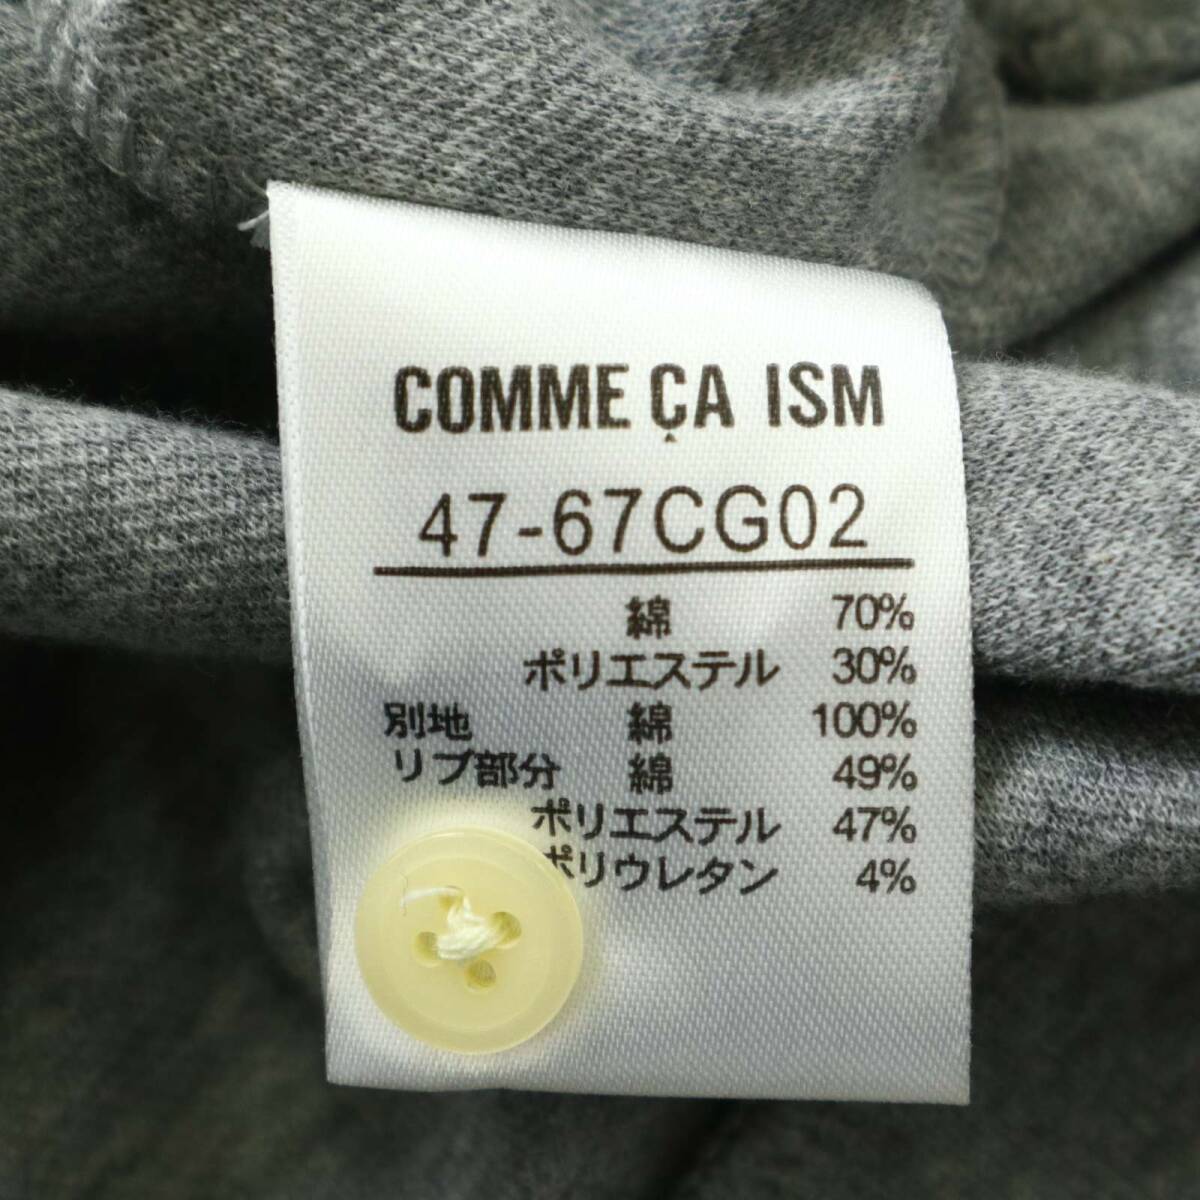 COMME ÇA ISM
47-67CG02
綿 70%
ポリエステル 30%
別地 綿 100%
リブ部分 綿 49%
ポリエステル 47%
ポリウレタン 4%